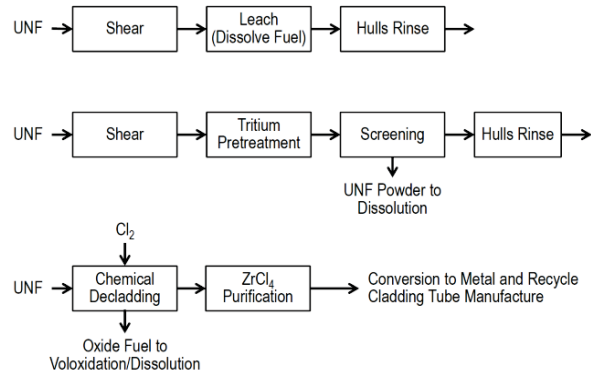 UNF
Shear
Leach
(Dissolve Fuel)
Hulls Rinse
UNF
Shear
Tritium
Pretreatment
Screening
Hulls Rinse
UNF Powder to
Dissolution
Cl₂
UNF
Chemical
Decladding
ZrCl₄
Purification
Conversion to Metal and Recycle
Cladding Tube Manufacture
Oxide Fuel to
Voloxidation/Dissolution